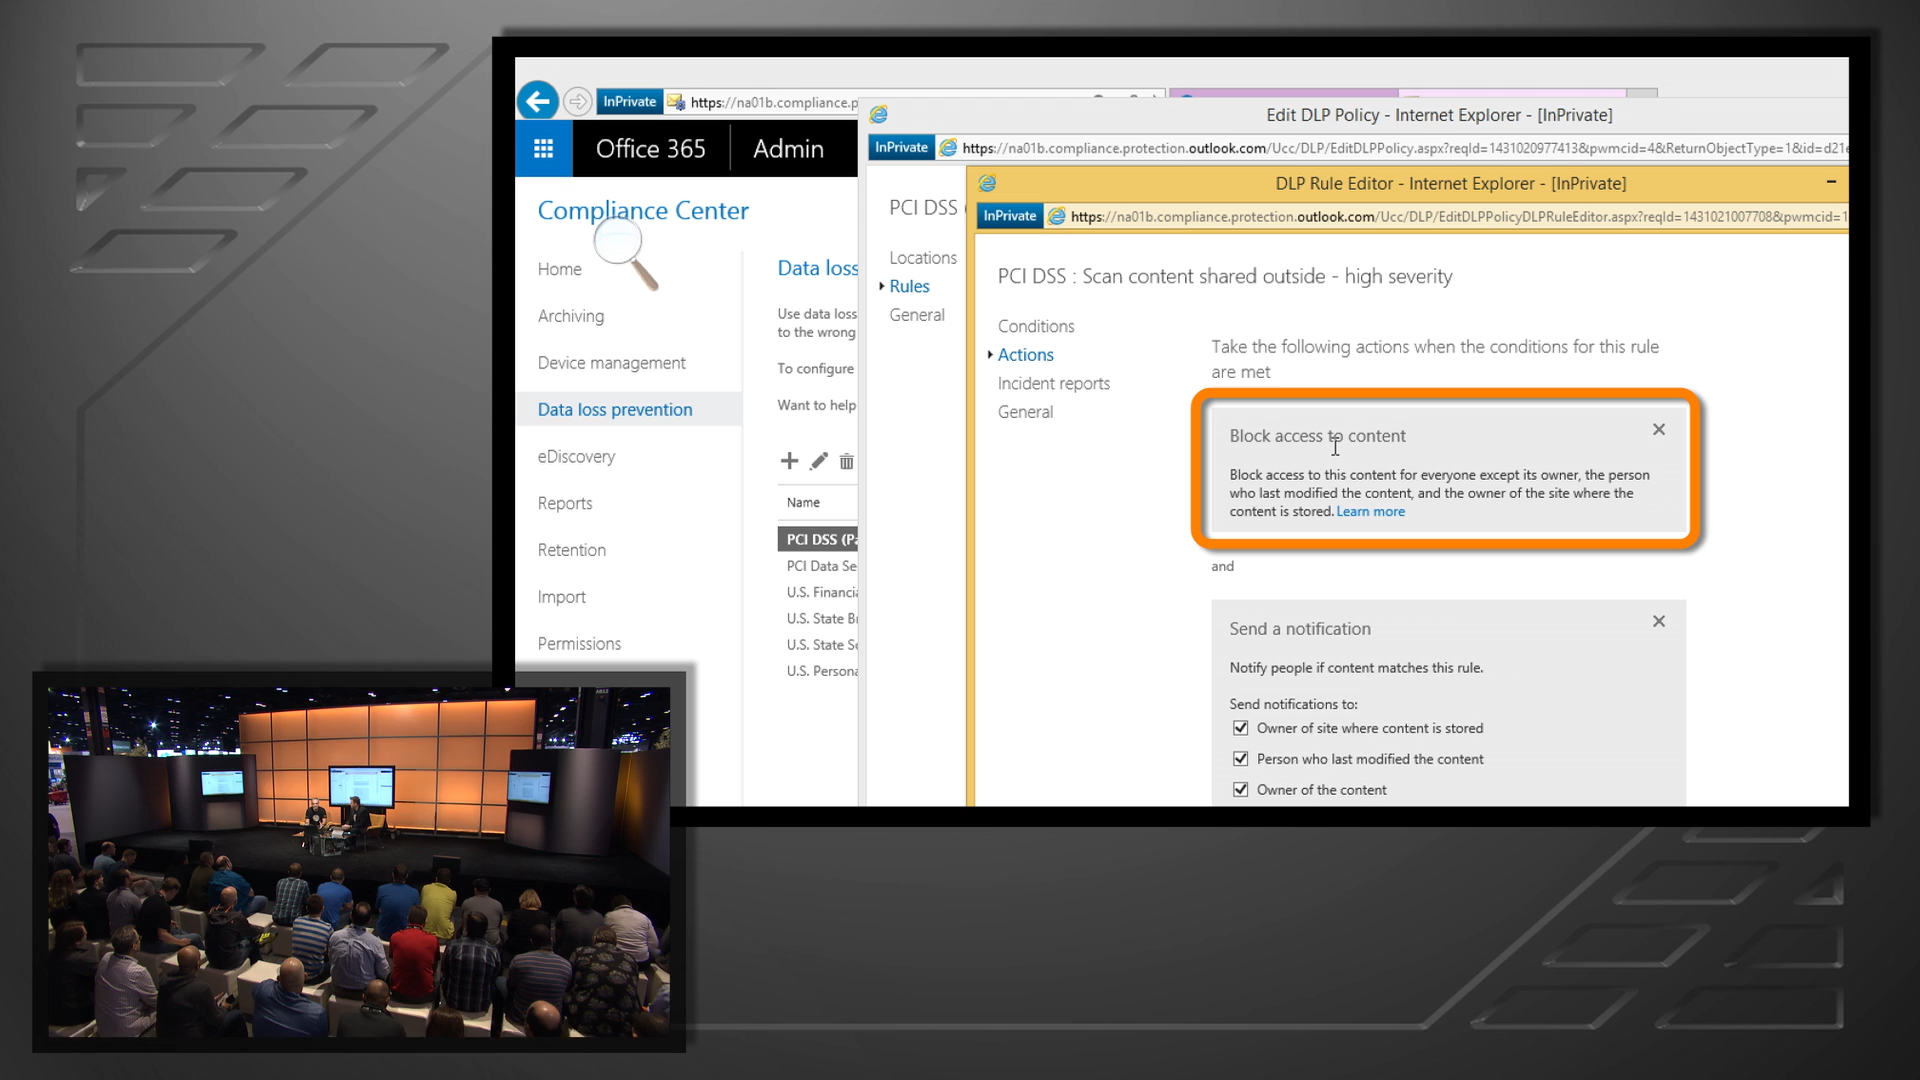 InPrivate
https://na01b.compliance.p
Office 365
Admin
Compliance Center
Home
Archiving
Device management
Data loss prevention
eDiscovery
Reports
Retention
Import
Permissions
Data loss
Use data loss
to the wrong
To configure
Want to help
Name
PCI DSS (Pa
PCI Data Se
U.S. Financia
U.S. State Br
U.S. State So
U.S. Persona
Edit DLP Policy - Internet Explorer - [InPrivate]
InPrivate
https://na01b.compliance.protection.outlook.com/Ucc/DLP/EditDLPPolicy.aspx?reqId=1431020977413&pwmcid=4&ReturnObjectType=1&id=d21e
PCI DSS
Locations
Rules
General
DLP Rule Editor - Internet Explorer - [InPrivate]
InPrivate
https://na01b.compliance.protection.outlook.com/Ucc/DLP/EditDLPPolicyDLPRuleEditor.aspx?reqId=1431021007708&pwmcid=1
PCI DSS : Scan content shared outside - high severity
Conditions
Actions
Incident reports
General
Take the following actions when the conditions for this rule
are met
Block access to content
Block access to this content for everyone except its owner, the person
who last modified the content, and the owner of the site where the
content is stored. Learn more
and
Send a notification
Notify people if content matches this rule.
Send notifications to:
Owner of site where content is stored
Person who last modified the content
Owner of the content